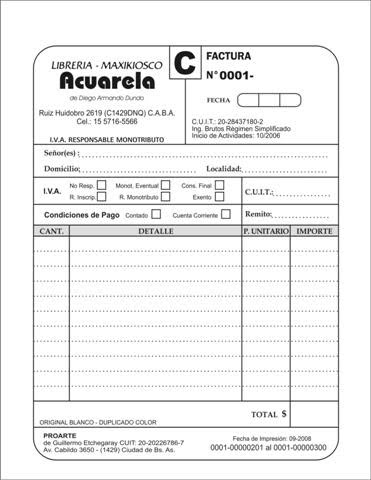 LIBRERIA - MAXIKIOSCO
Acuarela
de Diego Armando Dundo
Ruiz Huidobro 2619 (C1429DNQ) C.A.B.A.
Cel.: 15 5716-5566
I.V.A. RESPONSABLE MONOTRIBUTO
C
FACTURA
N° 0001-
FECHA
C.U.I.T.: 20-28437180-2
Ing. Brutos Régimen Simplificado
Inicio de Actividades: 10/2006
Señor(es):
Domicilio: Localidad:
I.V.A. No Resp. Monot. Eventual Cons. Final
R. Inscrip. R. Monotributo Exento
C.U.I.T.:
Condiciones de Pago Contado Cuenta Corriente Remito:
CANT. DETALLE P. UNITARIO IMPORTE
TOTAL $
ORIGINAL BLANCO - DUPLICADO COLOR
PROARTE
de Guillermo Etchegaray CUIT: 20-20226786-7
Av. Cabildo 3650 - (1429) Ciudad de Bs. As.
Fecha de Impresión: 09-2008
0001-00000201 al 0001-00000300